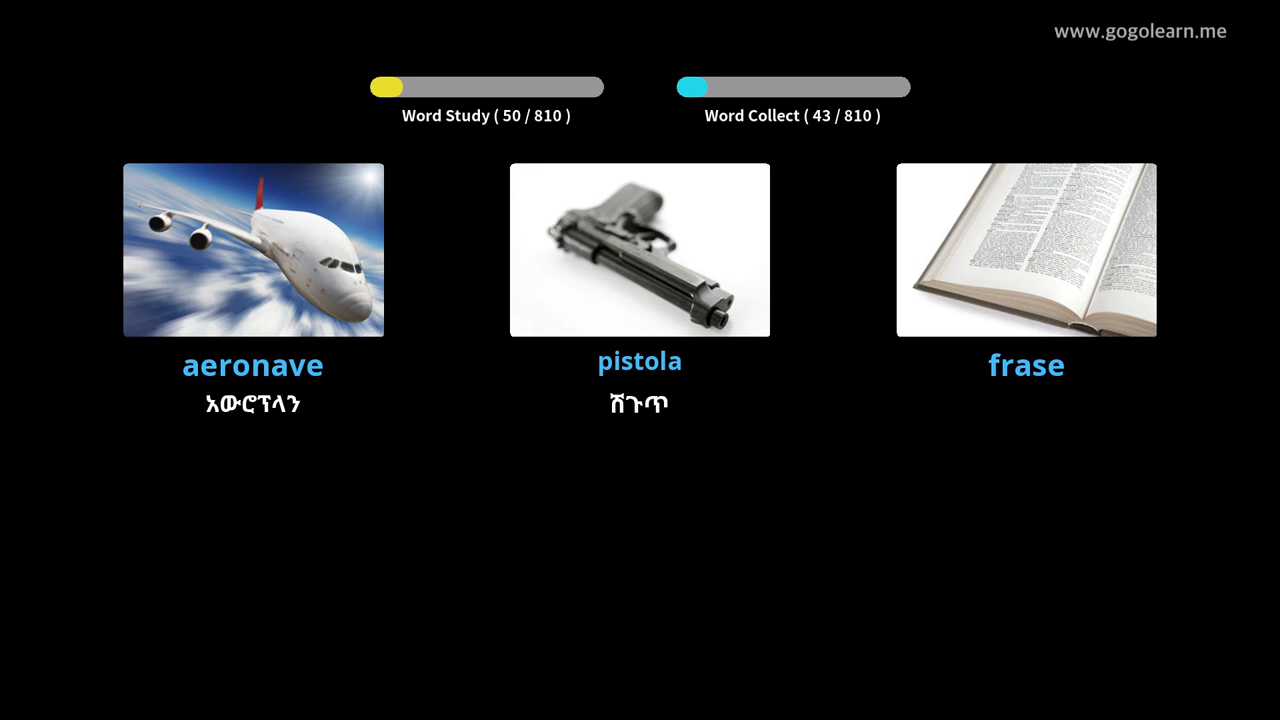 www.gogolearn.me
Word Study ( 50 / 810 )
Word Collect ( 43 / 810 )
aeronave
pistola
frase
አውሮፕላን
ሽጉጥ